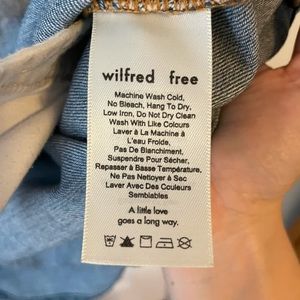 wilfred free
Machine Wash Cold,
No Bleach, Hang To Dry,
Low Iron, Do Not Dry Clean
Wash With Like Colours
Laver À La Machine À
L'eau Froide,
Pas De Blanchiment,
Suspendre Pour Sécher,
Repasser à Basse Température,
Ne Pas Nettoyer à Sec
Laver Avec Des Couleurs
Semblables
A little love
goes a long way.